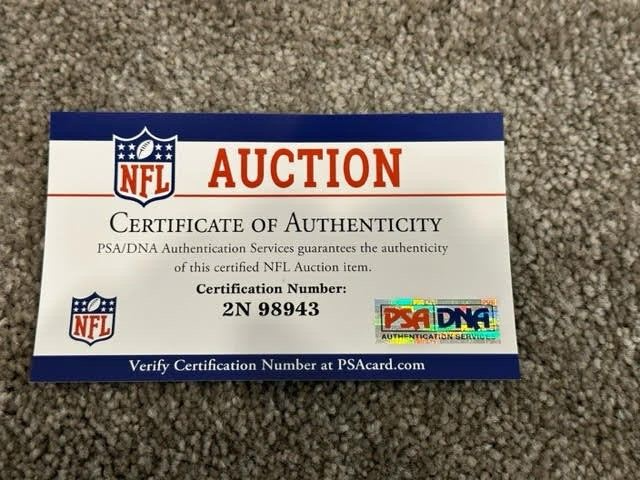 NFL AUCTION
CERTIFICATE OF AUTHENTICITY
PSA/DNA Authentication Services guarantees the authenticity
of this certified NFL Auction item.
Certification Number:
2N 98943
NFL
PSA DNA
AUTHENTICATION SERVICES
Verify Certification Number at PSAcard.com